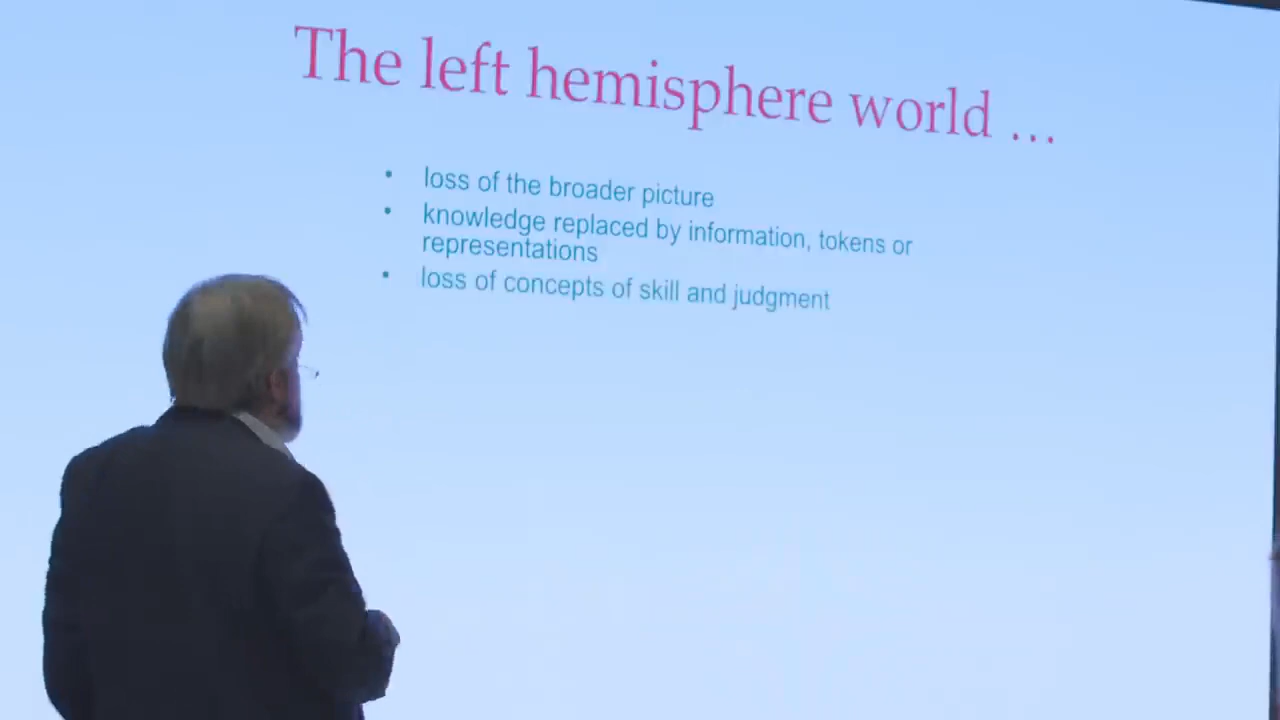 The left hemisphere world ...
• loss of the broader picture
• knowledge replaced by information, tokens or
representations
• loss of concepts of skill and judgment